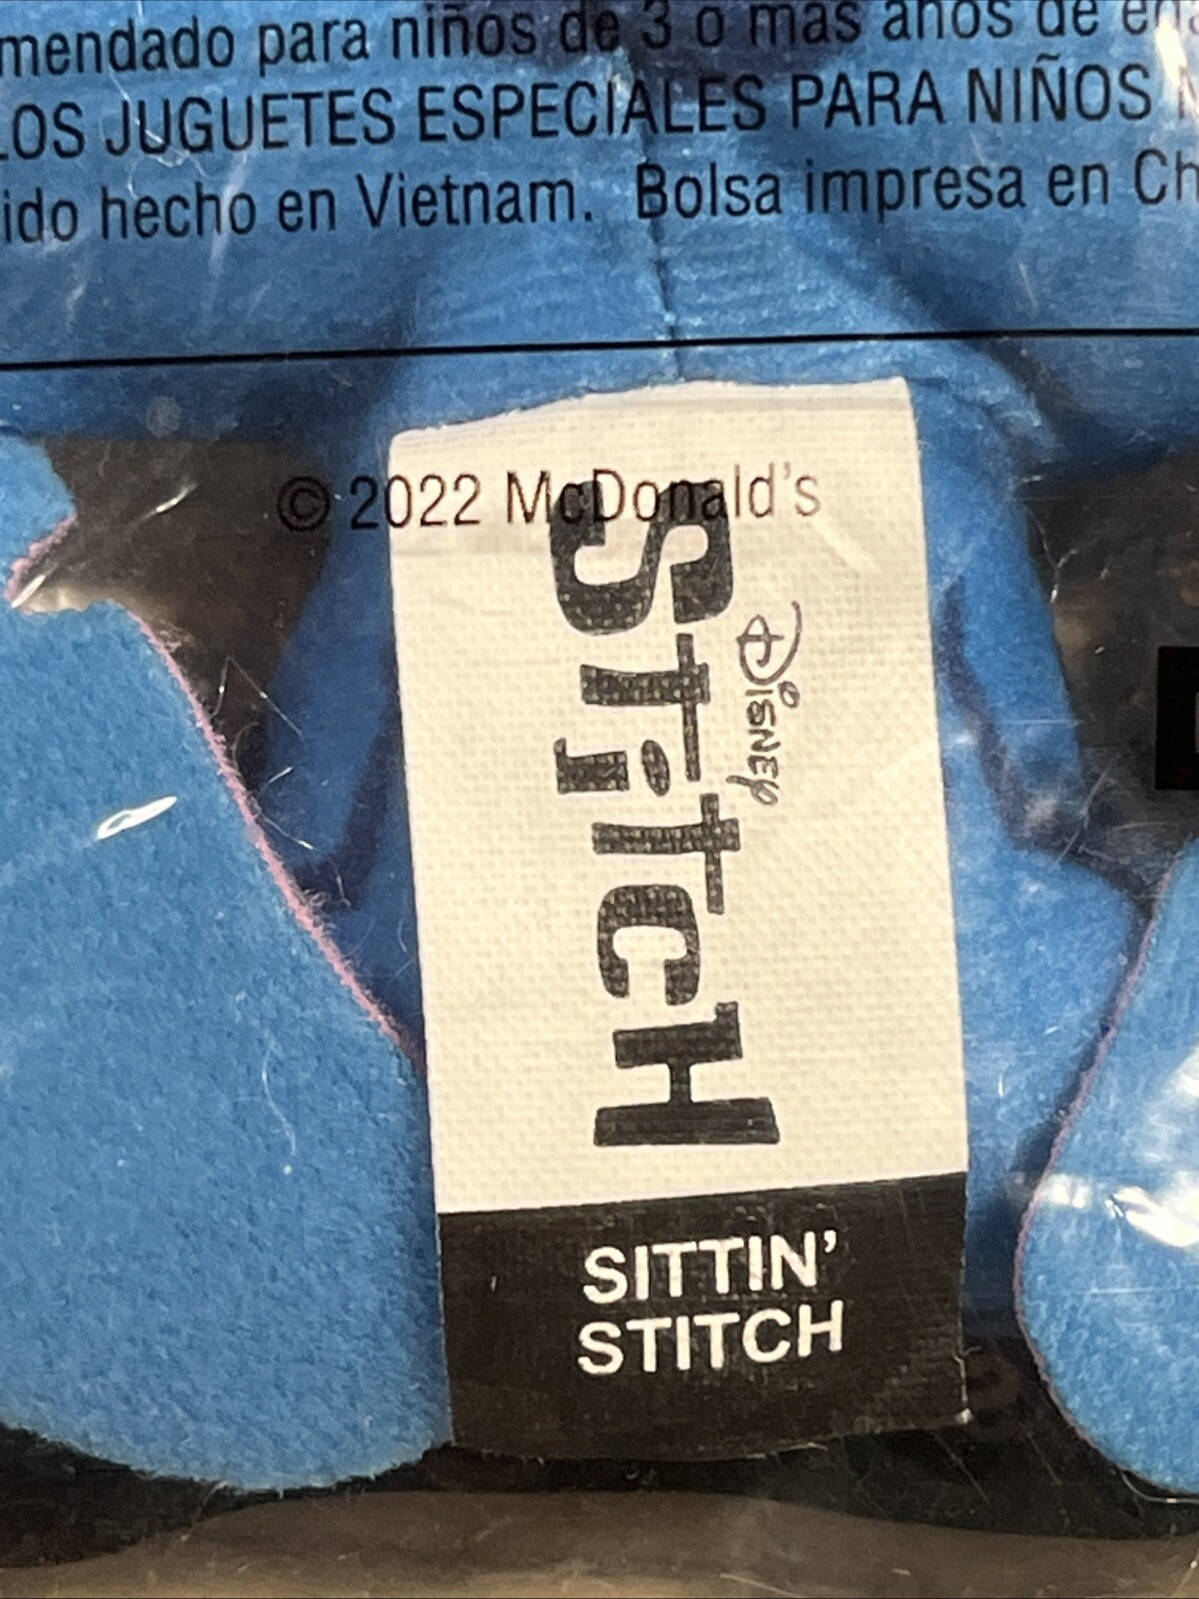 mendado para niños de 3 o más años de
LOS JUGUETES ESPECIALES PARA NIÑOS
ido hecho en Vietnam. Bolsa impresa en Ch
© 2022 McDonald's
Disney
Stitch
SITTIN'
STITCH